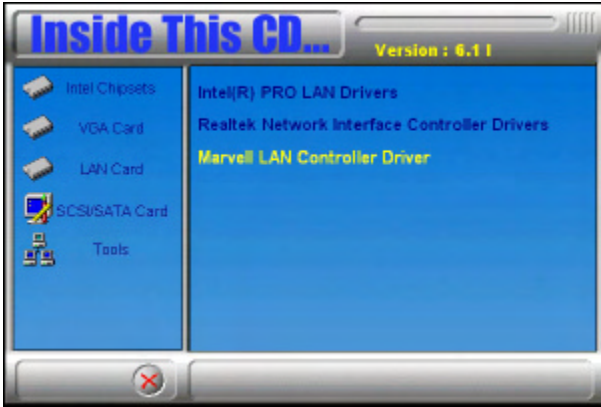 Inside This CD...
Version : 6.1 I
Intel Chipsets
VGA Card
LAN Card
SCSI/SATA Card
Tools
Intel(R) PRO LAN Drivers
Realtek Network Interface Controller Drivers
Marvell LAN Controller Driver